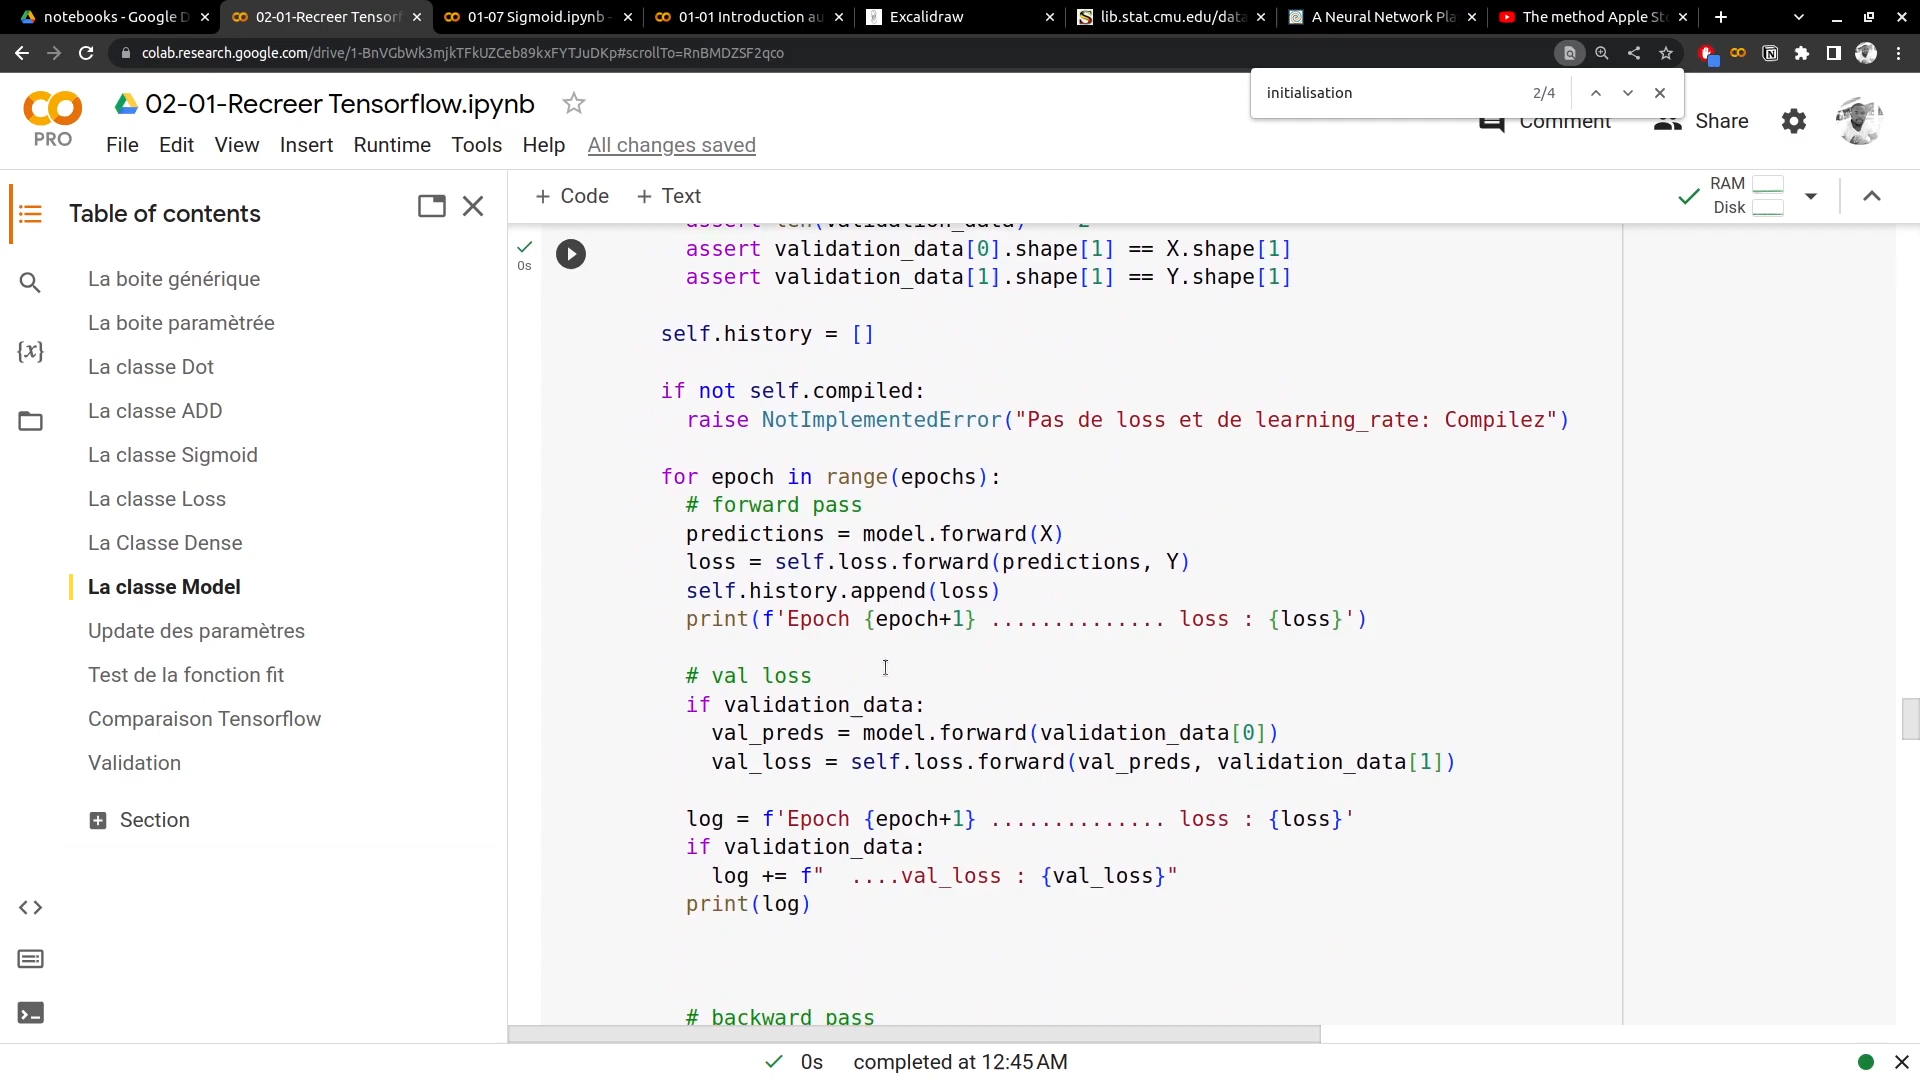 notebooks - Google D
02-01-Recreer Tensorf
01-07 Sigmoid.ipynb -
01-01 Introduction au
Excalidraw
lib.stat.cmu.edu/data
A Neural Network Pla
The method Apple St
colab.research.google.com/drive/1-BnVGbWk3mjkTFkUZCeb89kxFYTJuDKp#scrollTo=RnBMDZSF2qco
initialisation 2/4
PRO
02-01-Recreer Tensorflow.ipynb
File Edit View Insert Runtime Tools Help All changes saved
Comment Share
Table of contents
+ Code + Text
RAM
Disk
La boite générique
La boite paramètrée
La classe Dot
La classe ADD
La classe Sigmoid
La classe Loss
La Classe Dense
La classe Model
Update des paramètres
Test de la fonction fit
Comparaison Tensorflow
Validation
Section
{x}
0s
assert validation_data[0].shape[1] == X.shape[1]
assert validation_data[1].shape[1] == Y.shape[1]
self.history = []
if not self.compiled:
raise NotImplementedError("Pas de loss et de learning_rate: Compilez")
for epoch in range(epochs):
# forward pass
predictions = model.forward(X)
loss = self.loss.forward(predictions, Y)
self.history.append(loss)
print(f'Epoch {epoch+1} .............. loss : {loss}')
# val loss
if validation_data:
val_preds = model.forward(validation_data[0])
val_loss = self.loss.forward(val_preds, validation_data[1])
log = f'Epoch {epoch+1} .............. loss : {loss}'
if validation_data:
log += f"  ....val_loss : {val_loss}"
print(log)
# backward pass
0s completed at 12:45 AM